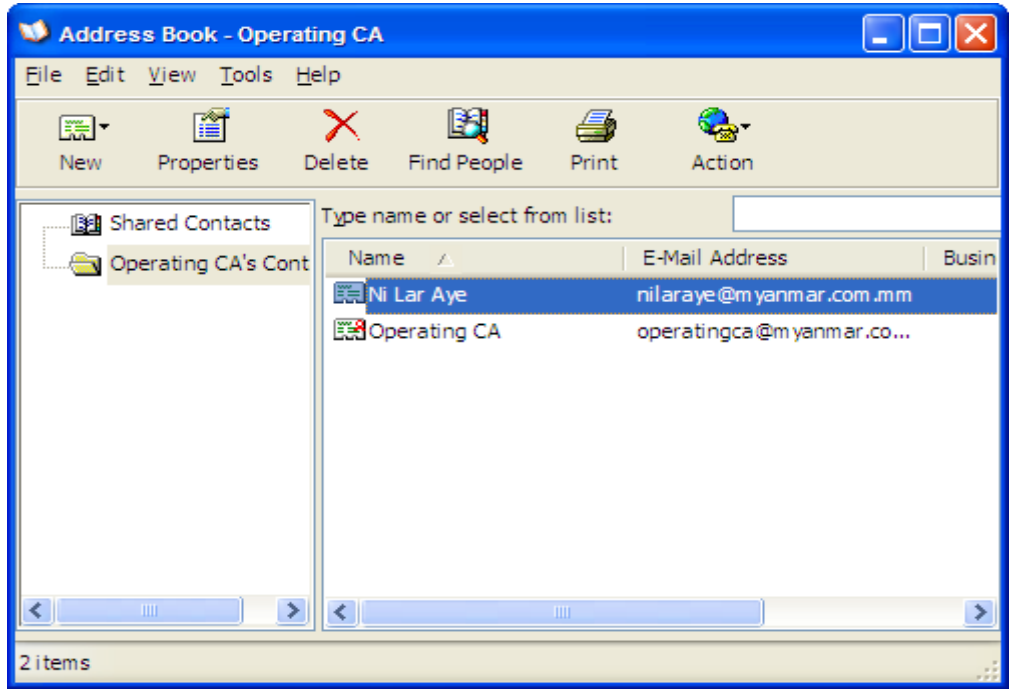 Address Book - Operating CA
File Edit View Tools Help
New Properties Delete Find People Print Action
Shared Contacts
Operating CA's Cont
Type name or select from list:
Name E-Mail Address Busin
Ni Lar Aye nilaraye@myanmar.com.mm
Operating CA operatingca@myanmar.co...
2 items